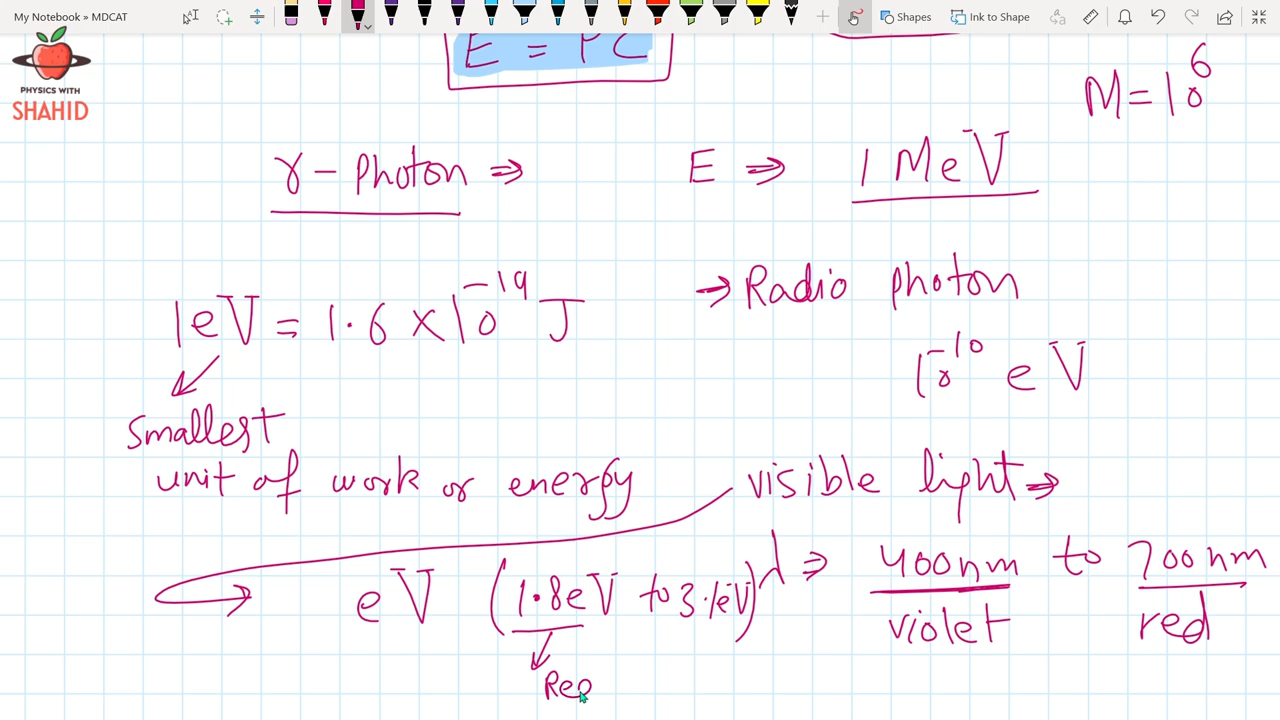 My Notebook » MDCAT
Shapes
Ink to Shape
PHYSICS WITH
SHAHID
E = PC
M = 10⁶
γ - Photon ⇒ E ⇒ 1 MeV
→ Radio photon
1eV = 1.6 × 10⁻¹⁹ J
10⁻¹⁰ eV
smallest
unit of work or energy
visible light ⇒
eV (1.8eV to 3.1eV)
λ ⇒ 400nm to 700nm
violet red
Red